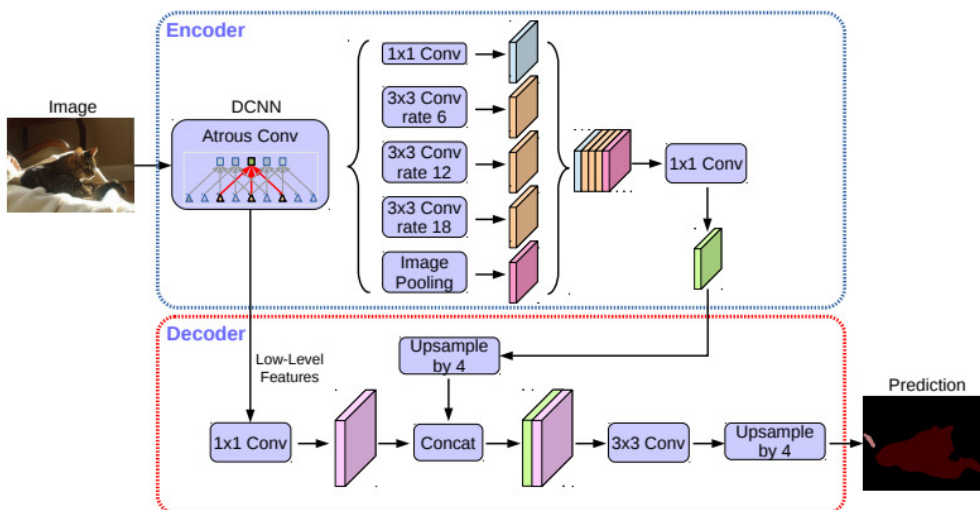 Encoder
Image
DCNN
Atrous Conv
1x1 Conv
3x3 Conv
rate 6
3x3 Conv
rate 12
3x3 Conv
rate 18
Image
Pooling
1x1 Conv
Decoder
Low-Level
Features
Upsample
by 4
1x1 Conv
Concat
3x3 Conv
Upsample
by 4
Prediction